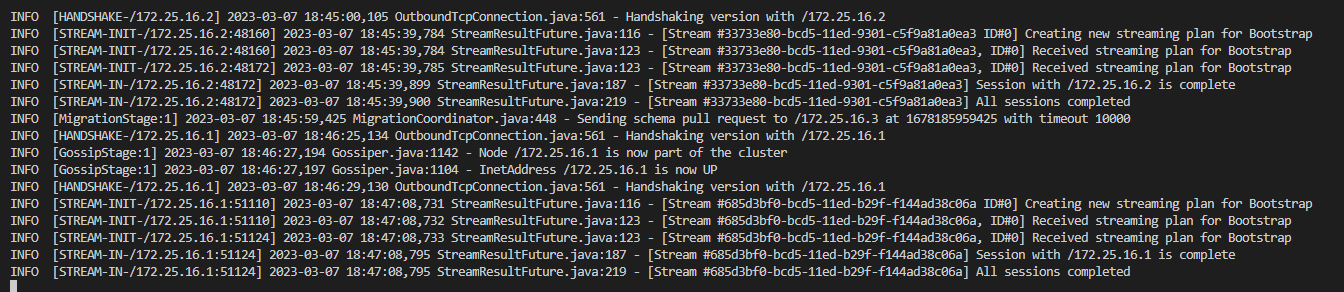 INFO  [HANDSHAKE-/172.25.16.2] 2023-03-07 18:45:00,105 OutboundTcpConnection.java:561 - Handshaking version with /172.25.16.2
INFO  [STREAM-INIT-/172.25.16.2:48160] 2023-03-07 18:45:39,784 StreamResultFuture.java:116 - [Stream #33733e80-bcd5-11ed-9301-c5f9a81a0ea3 ID#0] Creating new streaming plan for Bootstrap
INFO  [STREAM-INIT-/172.25.16.2:48160] 2023-03-07 18:45:39,784 StreamResultFuture.java:123 - [Stream #33733e80-bcd5-11ed-9301-c5f9a81a0ea3, ID#0] Received streaming plan for Bootstrap
INFO  [STREAM-INIT-/172.25.16.2:48172] 2023-03-07 18:45:39,785 StreamResultFuture.java:123 - [Stream #33733e80-bcd5-11ed-9301-c5f9a81a0ea3, ID#0] Received streaming plan for Bootstrap
INFO  [STREAM-IN-/172.25.16.2:48172] 2023-03-07 18:45:39,899 StreamResultFuture.java:187 - [Stream #33733e80-bcd5-11ed-9301-c5f9a81a0ea3] Session with /172.25.16.2 is complete
INFO  [STREAM-IN-/172.25.16.2:48172] 2023-03-07 18:45:39,900 StreamResultFuture.java:219 - [Stream #33733e80-bcd5-11ed-9301-c5f9a81a0ea3] All sessions completed
INFO  [MigrationStage:1] 2023-03-07 18:45:59,425 MigrationCoordinator.java:448 - Sending schema pull request to /172.25.16.3 at 1678185959425 with timeout 10000
INFO  [HANDSHAKE-/172.25.16.1] 2023-03-07 18:46:25,134 OutboundTcpConnection.java:561 - Handshaking version with /172.25.16.1
INFO  [GossipStage:1] 2023-03-07 18:46:27,194 Gossiper.java:1142 - Node /172.25.16.1 is now part of the cluster
INFO  [GossipStage:1] 2023-03-07 18:46:27,197 Gossiper.java:1104 - InetAddress /172.25.16.1 is now UP
INFO  [HANDSHAKE-/172.25.16.1] 2023-03-07 18:46:29,130 OutboundTcpConnection.java:561 - Handshaking version with /172.25.16.1
INFO  [STREAM-INIT-/172.25.16.1:51110] 2023-03-07 18:47:08,731 StreamResultFuture.java:116 - [Stream #685d3bf0-bcd5-11ed-b29f-f144ad38c06a ID#0] Creating new streaming plan for Bootstrap
INFO  [STREAM-INIT-/172.25.16.1:51110] 2023-03-07 18:47:08,732 StreamResultFuture.java:123 - [Stream #685d3bf0-bcd5-11ed-b29f-f144ad38c06a, ID#0] Received streaming plan for Bootstrap
INFO  [STREAM-INIT-/172.25.16.1:51124] 2023-03-07 18:47:08,733 StreamResultFuture.java:123 - [Stream #685d3bf0-bcd5-11ed-b29f-f144ad38c06a, ID#0] Received streaming plan for Bootstrap
INFO  [STREAM-IN-/172.25.16.1:51124] 2023-03-07 18:47:08,795 StreamResultFuture.java:187 - [Stream #685d3bf0-bcd5-11ed-b29f-f144ad38c06a] Session with /172.25.16.1 is complete
INFO  [STREAM-IN-/172.25.16.1:51124] 2023-03-07 18:47:08,795 StreamResultFuture.java:219 - [Stream #685d3bf0-bcd5-11ed-b29f-f144ad38c06a] All sessions completed